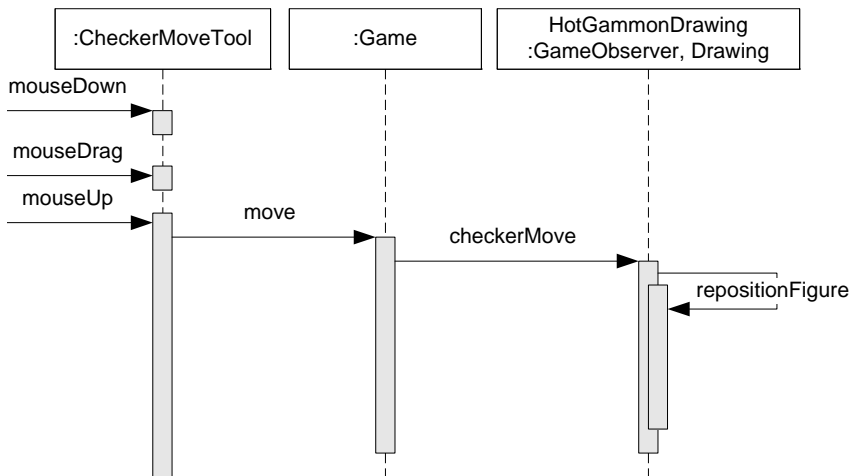 :CheckerMoveTool
:Game
HotGammonDrawing
:GameObserver, Drawing
mouseDown
mouseDrag
mouseUp
move
checkerMove
repositionFigure